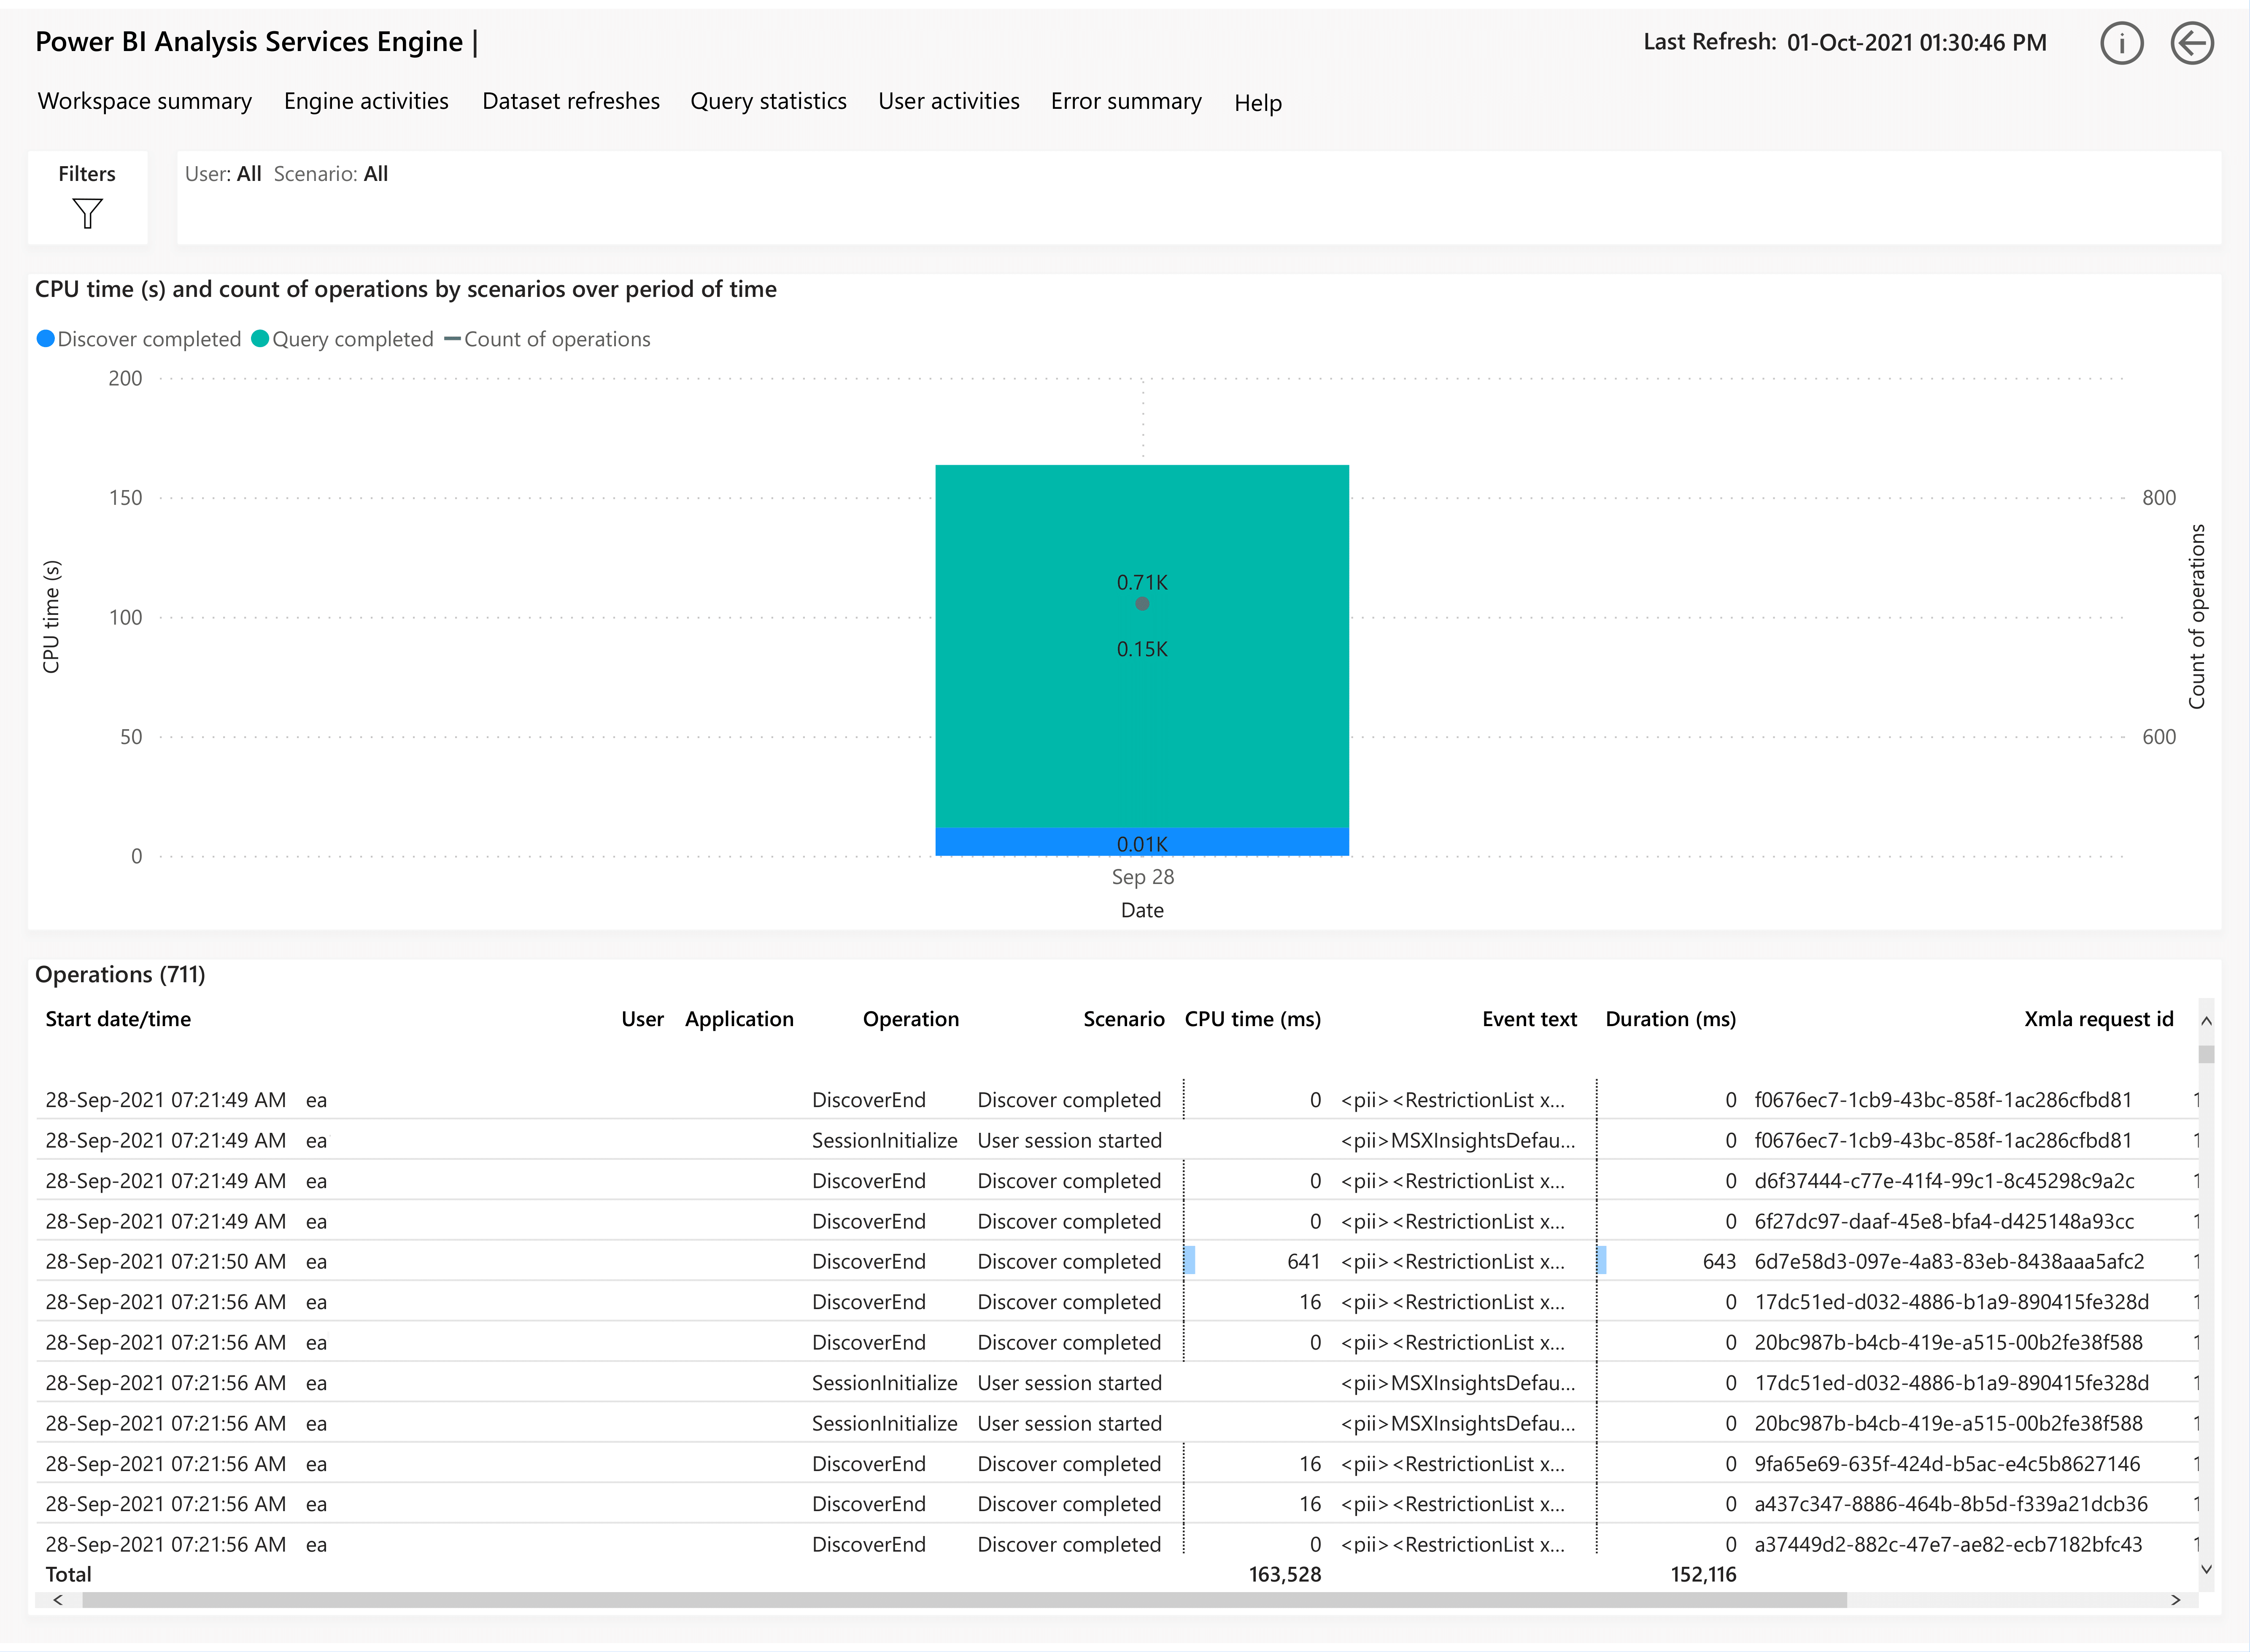 Power BI Analysis Services Engine |
Last Refresh: 01-Oct-2021 01:30:46 PM
Workspace summary Engine activities Dataset refreshes Query statistics User activities Error summary Help
Filters
User: All Scenario: All
CPU time (s) and count of operations by scenarios over period of time
Discover completed Query completed Count of operations
200
150
100
50
0
CPU time (s)
0.71K
0.15K
0.01K
800
600
Count of operations
Sep 28
Date
Operations (711)
Start date/time User Application Operation Scenario CPU time (ms) Event text Duration (ms) Xmla request id
28-Sep-2021 07:21:49 AM ea DiscoverEnd Discover completed 0 <pii><RestrictionList x... 0 f0676ec7-1cb9-43bc-858f-1ac286cfbd81 1
28-Sep-2021 07:21:49 AM ea SessionInitialize User session started <pii>MSXInsightsDefau... 0 f0676ec7-1cb9-43bc-858f-1ac286cfbd81 1
28-Sep-2021 07:21:49 AM ea DiscoverEnd Discover completed 0 <pii><RestrictionList x... 0 d6f37444-c77e-41f4-99c1-8c45298c9a2c 1
28-Sep-2021 07:21:49 AM ea DiscoverEnd Discover completed 0 <pii><RestrictionList x... 0 6f27dc97-daaf-45e8-bfa4-d425148a93cc 1
28-Sep-2021 07:21:50 AM ea DiscoverEnd Discover completed 641 <pii><RestrictionList x... 643 6d7e58d3-097e-4a83-83eb-8438aaa5afc2 1
28-Sep-2021 07:21:56 AM ea DiscoverEnd Discover completed 16 <pii><RestrictionList x... 0 17dc51ed-d032-4886-b1a9-890415fe328d 1
28-Sep-2021 07:21:56 AM ea DiscoverEnd Discover completed 0 <pii><RestrictionList x... 0 20bc987b-b4cb-419e-a515-00b2fe38f588 1
28-Sep-2021 07:21:56 AM ea SessionInitialize User session started <pii>MSXInsightsDefau... 0 17dc51ed-d032-4886-b1a9-890415fe328d 1
28-Sep-2021 07:21:56 AM ea SessionInitialize User session started <pii>MSXInsightsDefau... 0 20bc987b-b4cb-419e-a515-00b2fe38f588 1
28-Sep-2021 07:21:56 AM ea DiscoverEnd Discover completed 16 <pii><RestrictionList x... 0 9fa65e69-635f-424d-b5ac-e4c5b8627146 1
28-Sep-2021 07:21:56 AM ea DiscoverEnd Discover completed 16 <pii><RestrictionList x... 0 a437c347-8886-464b-8b5d-f339a21dcb36 1
28-Sep-2021 07:21:56 AM ea DiscoverEnd Discover completed 0 <pii><RestrictionList x... 0 a37449d2-882c-47e7-ae82-ecb7182bfc43 1
Total 163,528 152,116